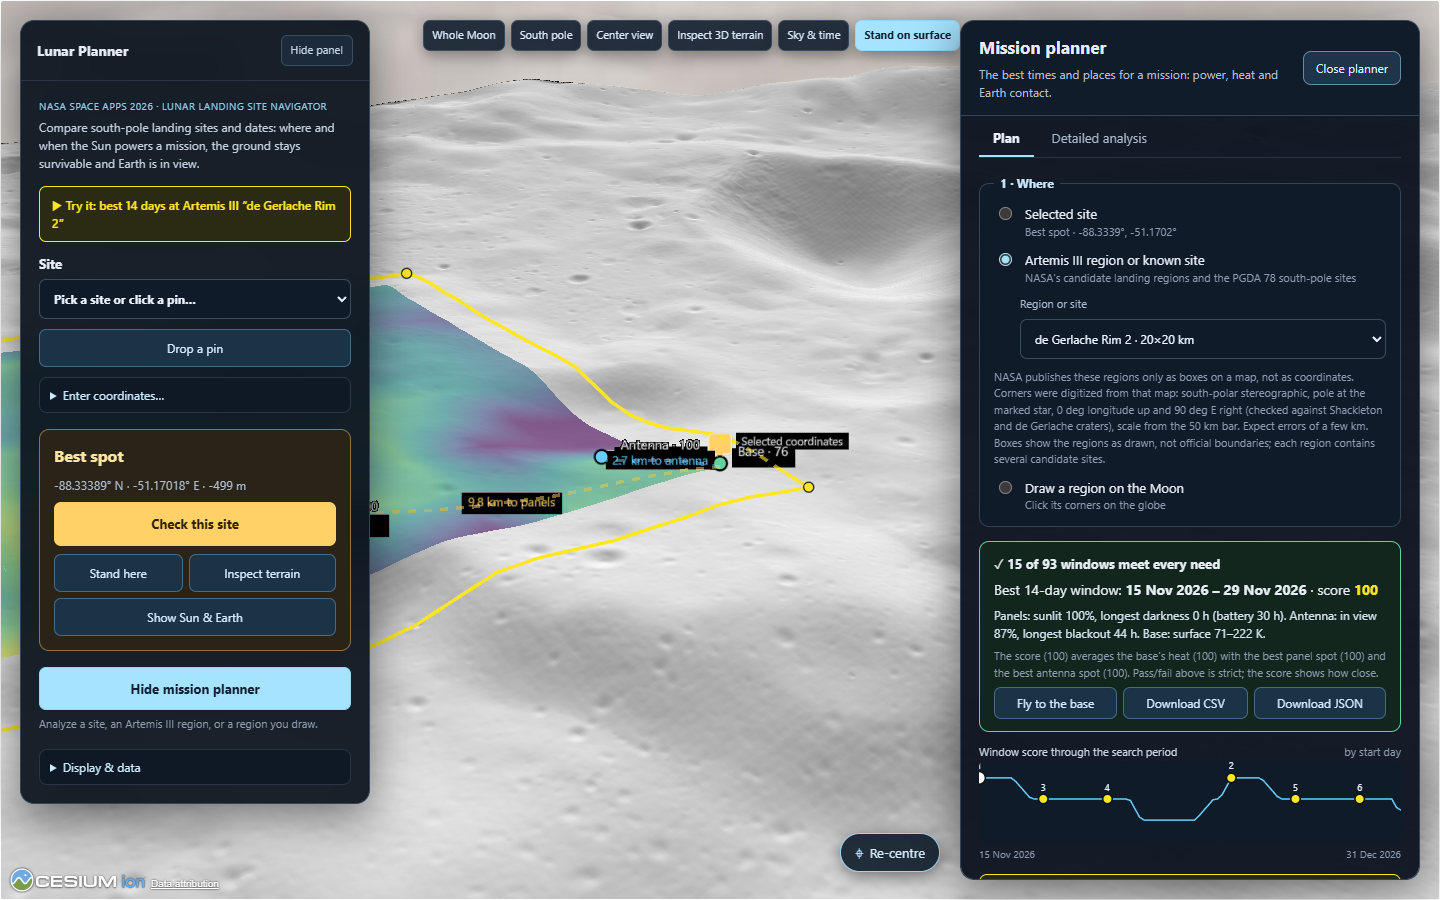 Lunar Planner
Hide panel
NASA SPACE APPS 2026 · LUNAR LANDING SITE NAVIGATOR
Compare south-pole landing sites and dates: where and
when the Sun powers a mission, the ground stays
survivable and Earth is in view.
▶ Try it: best 14 days at Artemis III “de Gerlache Rim
2”
Site
Pick a site or click a pin...
Drop a pin
▶ Enter coordinates...
Best spot
-88.33389° N · -51.17018° E · -499 m
Check this site
Stand here
Inspect terrain
Show Sun & Earth
Hide mission planner
Analyze a site, an Artemis III region, or a region you draw.
▶ Display & data
CESIUM ion
Data attribution
Whole Moon
South pole
Center view
Inspect 3D terrain
Sky & time
Stand on surface
Antenna · 100
2.7 km to antenna
Selected coordinates
Base · 76
9.8 km to panels
Re-centre
Mission planner
The best times and places for a mission: power, heat and
Earth contact.
Close planner
Plan
Detailed analysis
1 · Where
Selected site
Best spot · -88.3339°, -51.1702°
Artemis III region or known site
NASA's candidate landing regions and the PGDA 78 south-pole sites
Region or site
de Gerlache Rim 2 · 20×20 km
NASA publishes these regions only as boxes on a map, not as coordinates.
Corners were digitized from that map: south-polar stereographic, pole at the
marked star, 0 deg longitude up and 90 deg E right (checked against Shackleton
and de Gerlache craters), scale from the 50 km bar. Expect errors of a few km.
Boxes show the regions as drawn, not official boundaries; each region contains
several candidate sites.
Draw a region on the Moon
Click its corners on the globe
✓ 15 of 93 windows meet every need
Best 14-day window: 15 Nov 2026 – 29 Nov 2026 · score 100
Panels: sunlit 100%, longest darkness 0 h (battery 30 h). Antenna: in view
87%, longest blackout 44 h. Base: surface 71–222 K.
The score (100) averages the base's heat (100) with the best panel spot (100) and
the best antenna spot (100). Pass/fail above is strict; the score shows how close.
Fly to the base
Download CSV
Download JSON
Window score through the search period
by start day
2
3
4
5
6
15 Nov 2026
31 Dec 2026